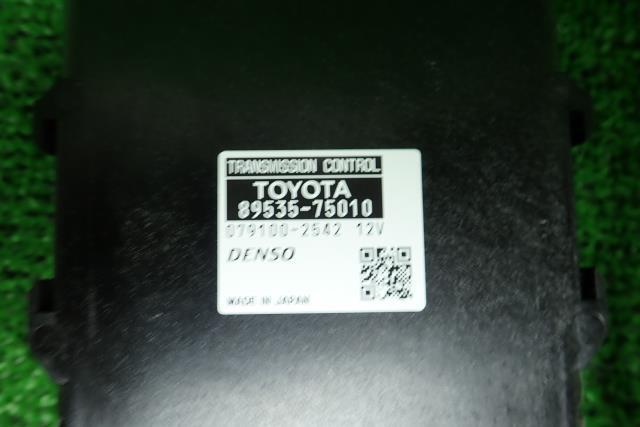 TRANSMISSION CONTROL
TOYOTA
89535-75010
079100-2542 12V
DENSO
MADE IN JAPAN